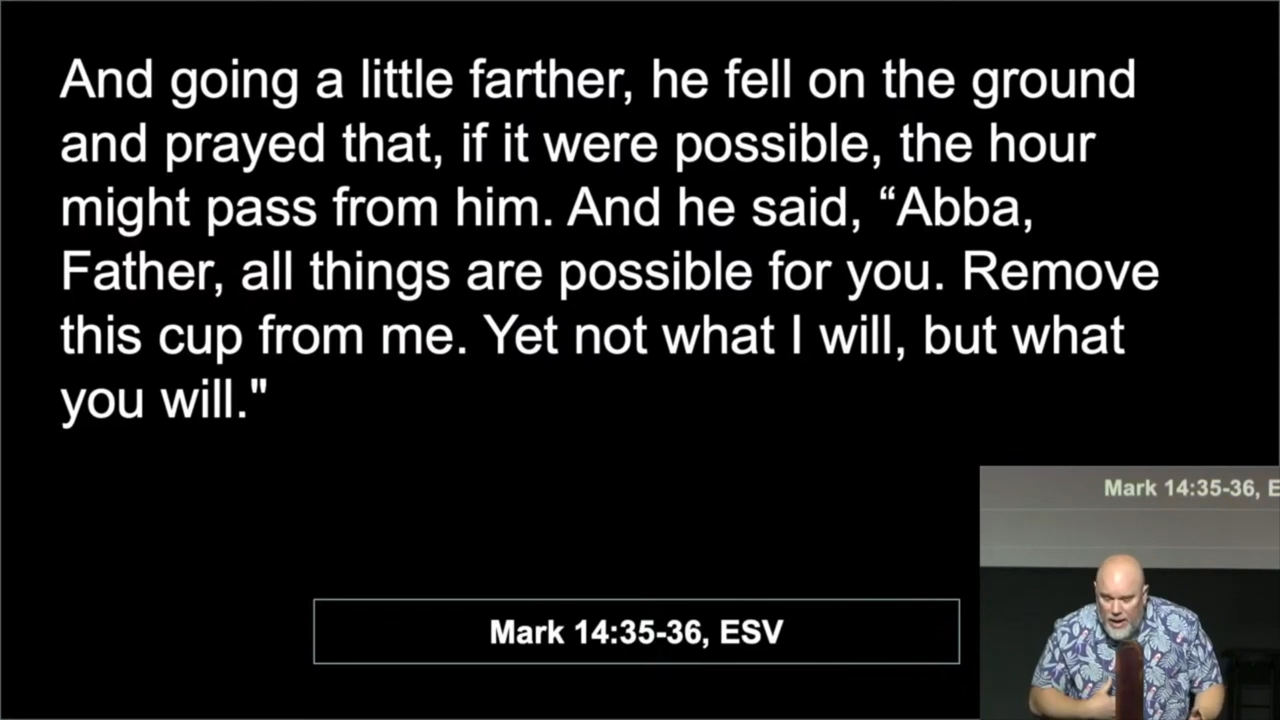 And going a little farther, he fell on the ground
and prayed that, if it were possible, the hour
might pass from him. And he said, “Abba,
Father, all things are possible for you. Remove
this cup from me. Yet not what I will, but what
you will."
Mark 14:35-36, E
Mark 14:35-36, ESV